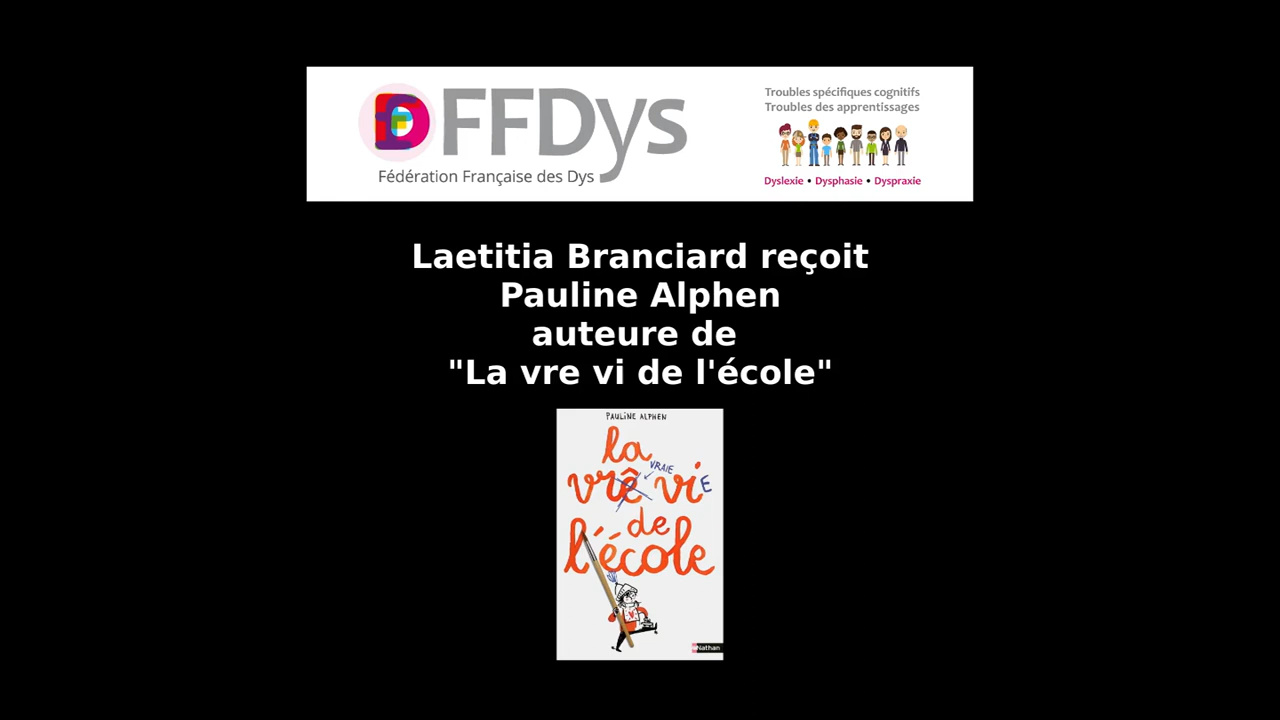 FFDys
Fédération Française des Dys
Troubles spécifiques cognitifs
Troubles des apprentissages
Dyslexie • Dysphasie • Dyspraxie
Laetitia Branciard reçoit
Pauline Alphen
auteure de
"La vre vi de l'école"
PAULINE ALPHEN
la
VRAIE
vrê viE
de
l'école
Nathan